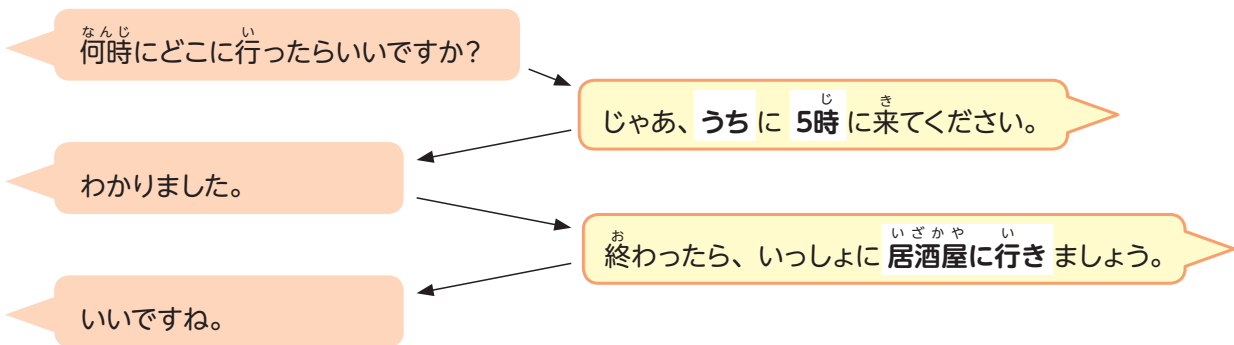 何時にどこに行ったらいいですか？
じゃあ、うちに5時に来てください。
わかりました。
終わったら、いっしょに居酒屋に行きましょう。
いいですね。